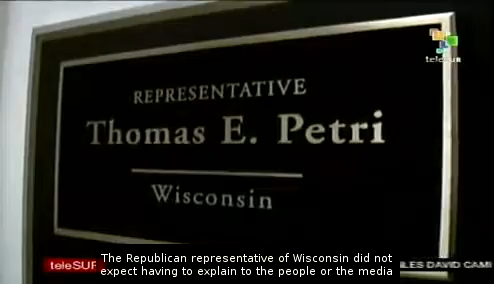 teleSUR
REPRESENTATIVE
Thomas E. Petri
Wisconsin
The Republican representative of Wisconsin did not
expect having to explain to the people or the media
teleSUR
LES DAVID CAMI